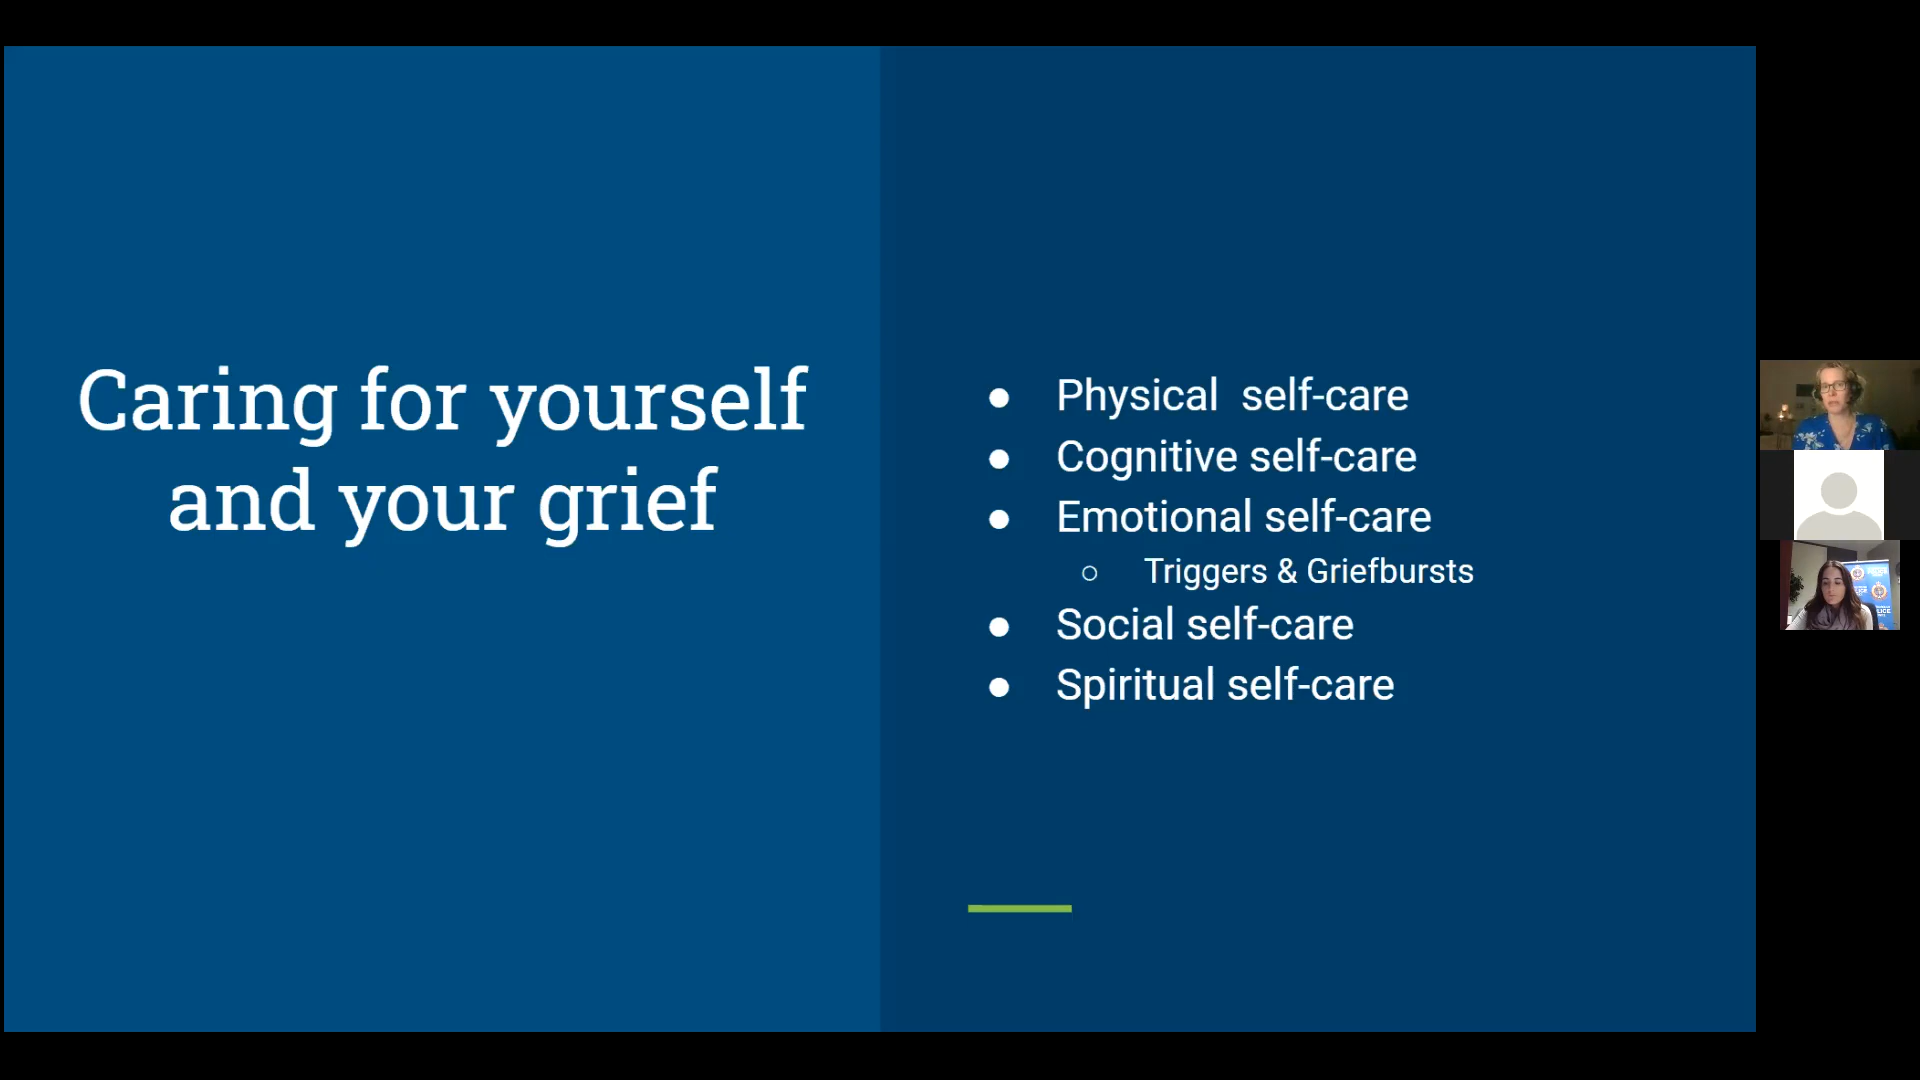 Caring for yourself
and your grief
● Physical  self-care
● Cognitive self-care
● Emotional self-care
○ Triggers & Griefbursts
● Social self-care
● Spiritual self-care